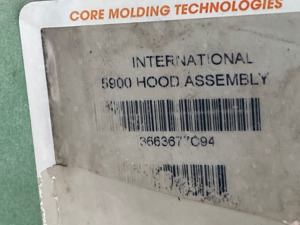 CORE MOLDING TECHNOLOGIES
INTERNATIONAL
5900 HOOD ASSEMBLY
3663677C94